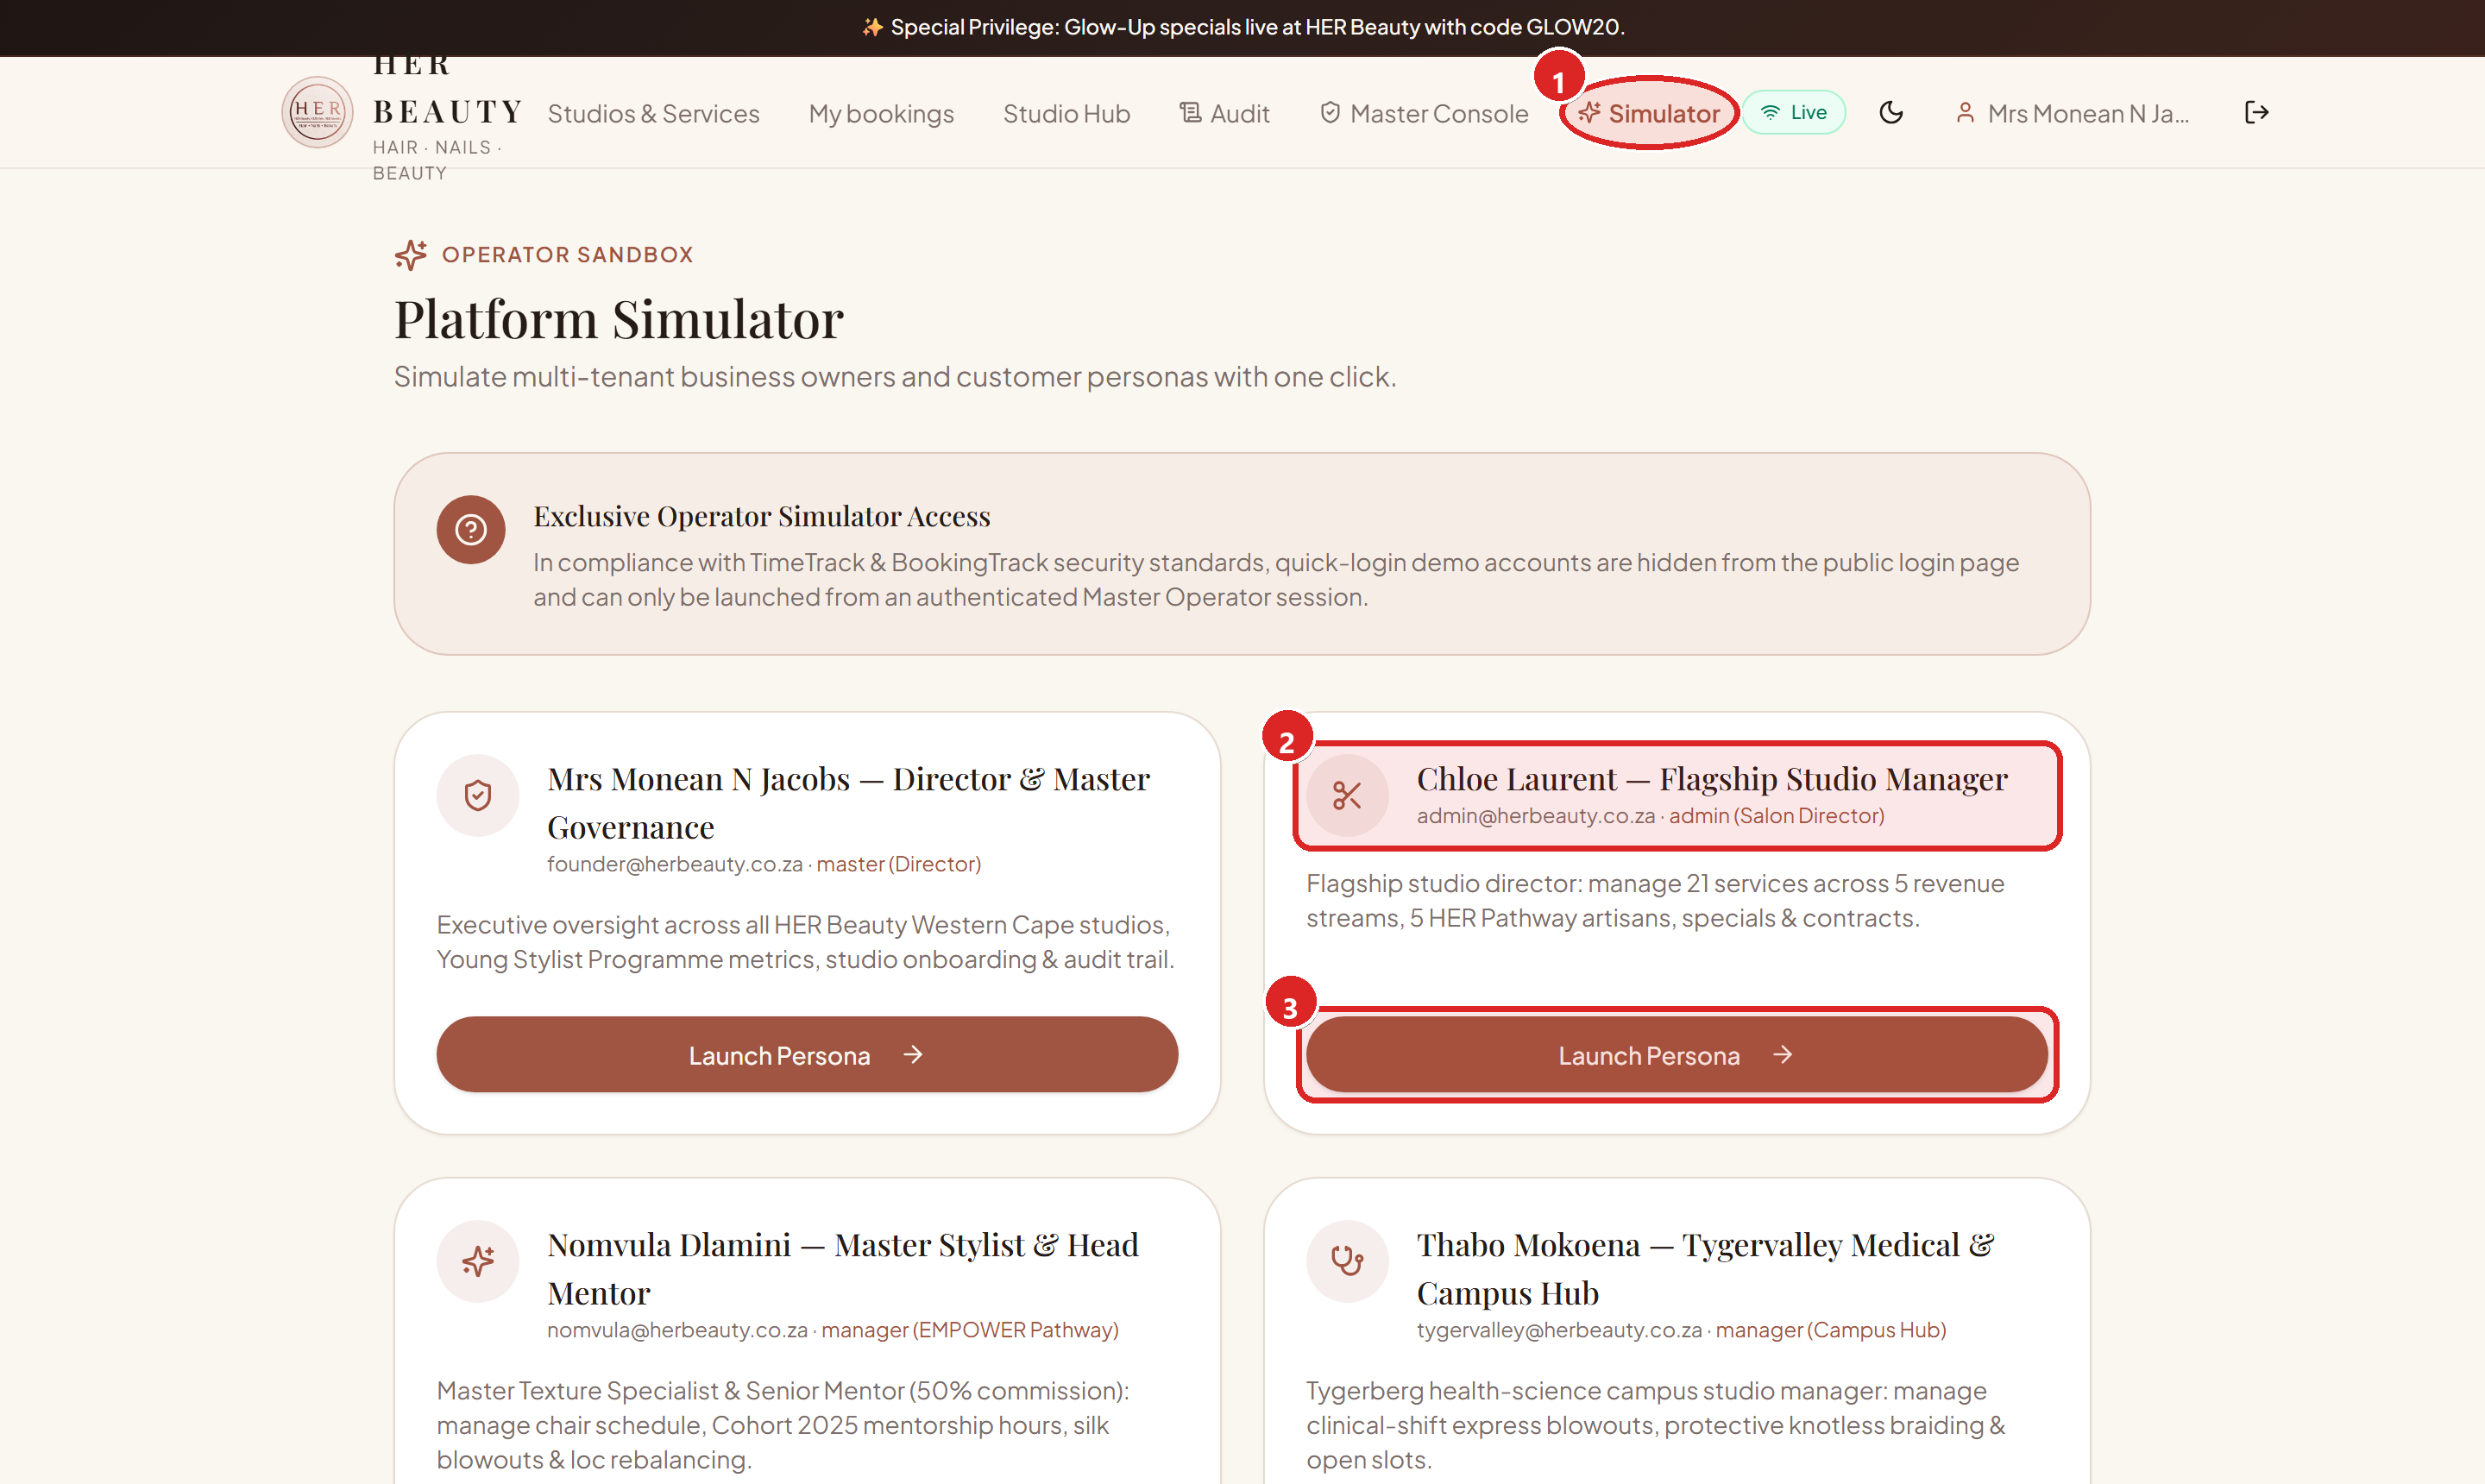 ✨ Special Privilege: Glow-Up specials live at HER Beauty with code GLOW20.
HER
HER
BEAUTY
HAIR · NAILS ·
BEAUTY
Studios & Services
My bookings
Studio Hub
Audit
Master Console
1
Simulator
Live
Mrs Monean N Ja...
OPERATOR SANDBOX
Platform Simulator
Simulate multi-tenant business owners and customer personas with one click.
Exclusive Operator Simulator Access
In compliance with TimeTrack & BookingTrack security standards, quick-login demo accounts are hidden from the public login page
and can only be launched from an authenticated Master Operator session.
Mrs Monean N Jacobs — Director & Master
Governance
founder@herbeauty.co.za · master (Director)
Executive oversight across all HER Beauty Western Cape studios,
Young Stylist Programme metrics, studio onboarding & audit trail.
Launch Persona →
2
Chloe Laurent — Flagship Studio Manager
admin@herbeauty.co.za · admin (Salon Director)
Flagship studio director: manage 21 services across 5 revenue
streams, 5 HER Pathway artisans, specials & contracts.
3
Launch Persona →
Nomvula Dlamini — Master Stylist & Head
Mentor
nomvula@herbeauty.co.za · manager (EMPOWER Pathway)
Master Texture Specialist & Senior Mentor (50% commission):
manage chair schedule, Cohort 2025 mentorship hours, silk
blowouts & loc rebalancing.
Thabo Mokoena — Tygervalley Medical &
Campus Hub
tygervalley@herbeauty.co.za · manager (Campus Hub)
Tygerberg health-science campus studio manager: manage
clinical-shift express blowouts, protective knotless braiding &
open slots.